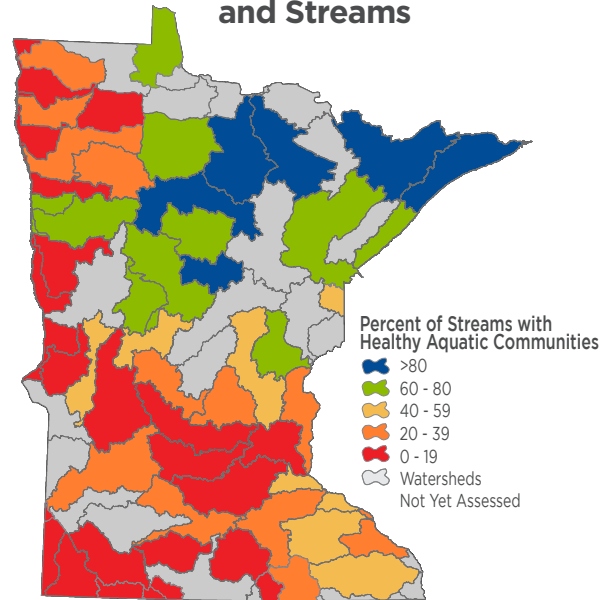 and Streams
Percent of Streams with
Healthy Aquatic Communities
>80
60 - 80
40 - 59
20 - 39
0 - 19
Watersheds
Not Yet Assessed